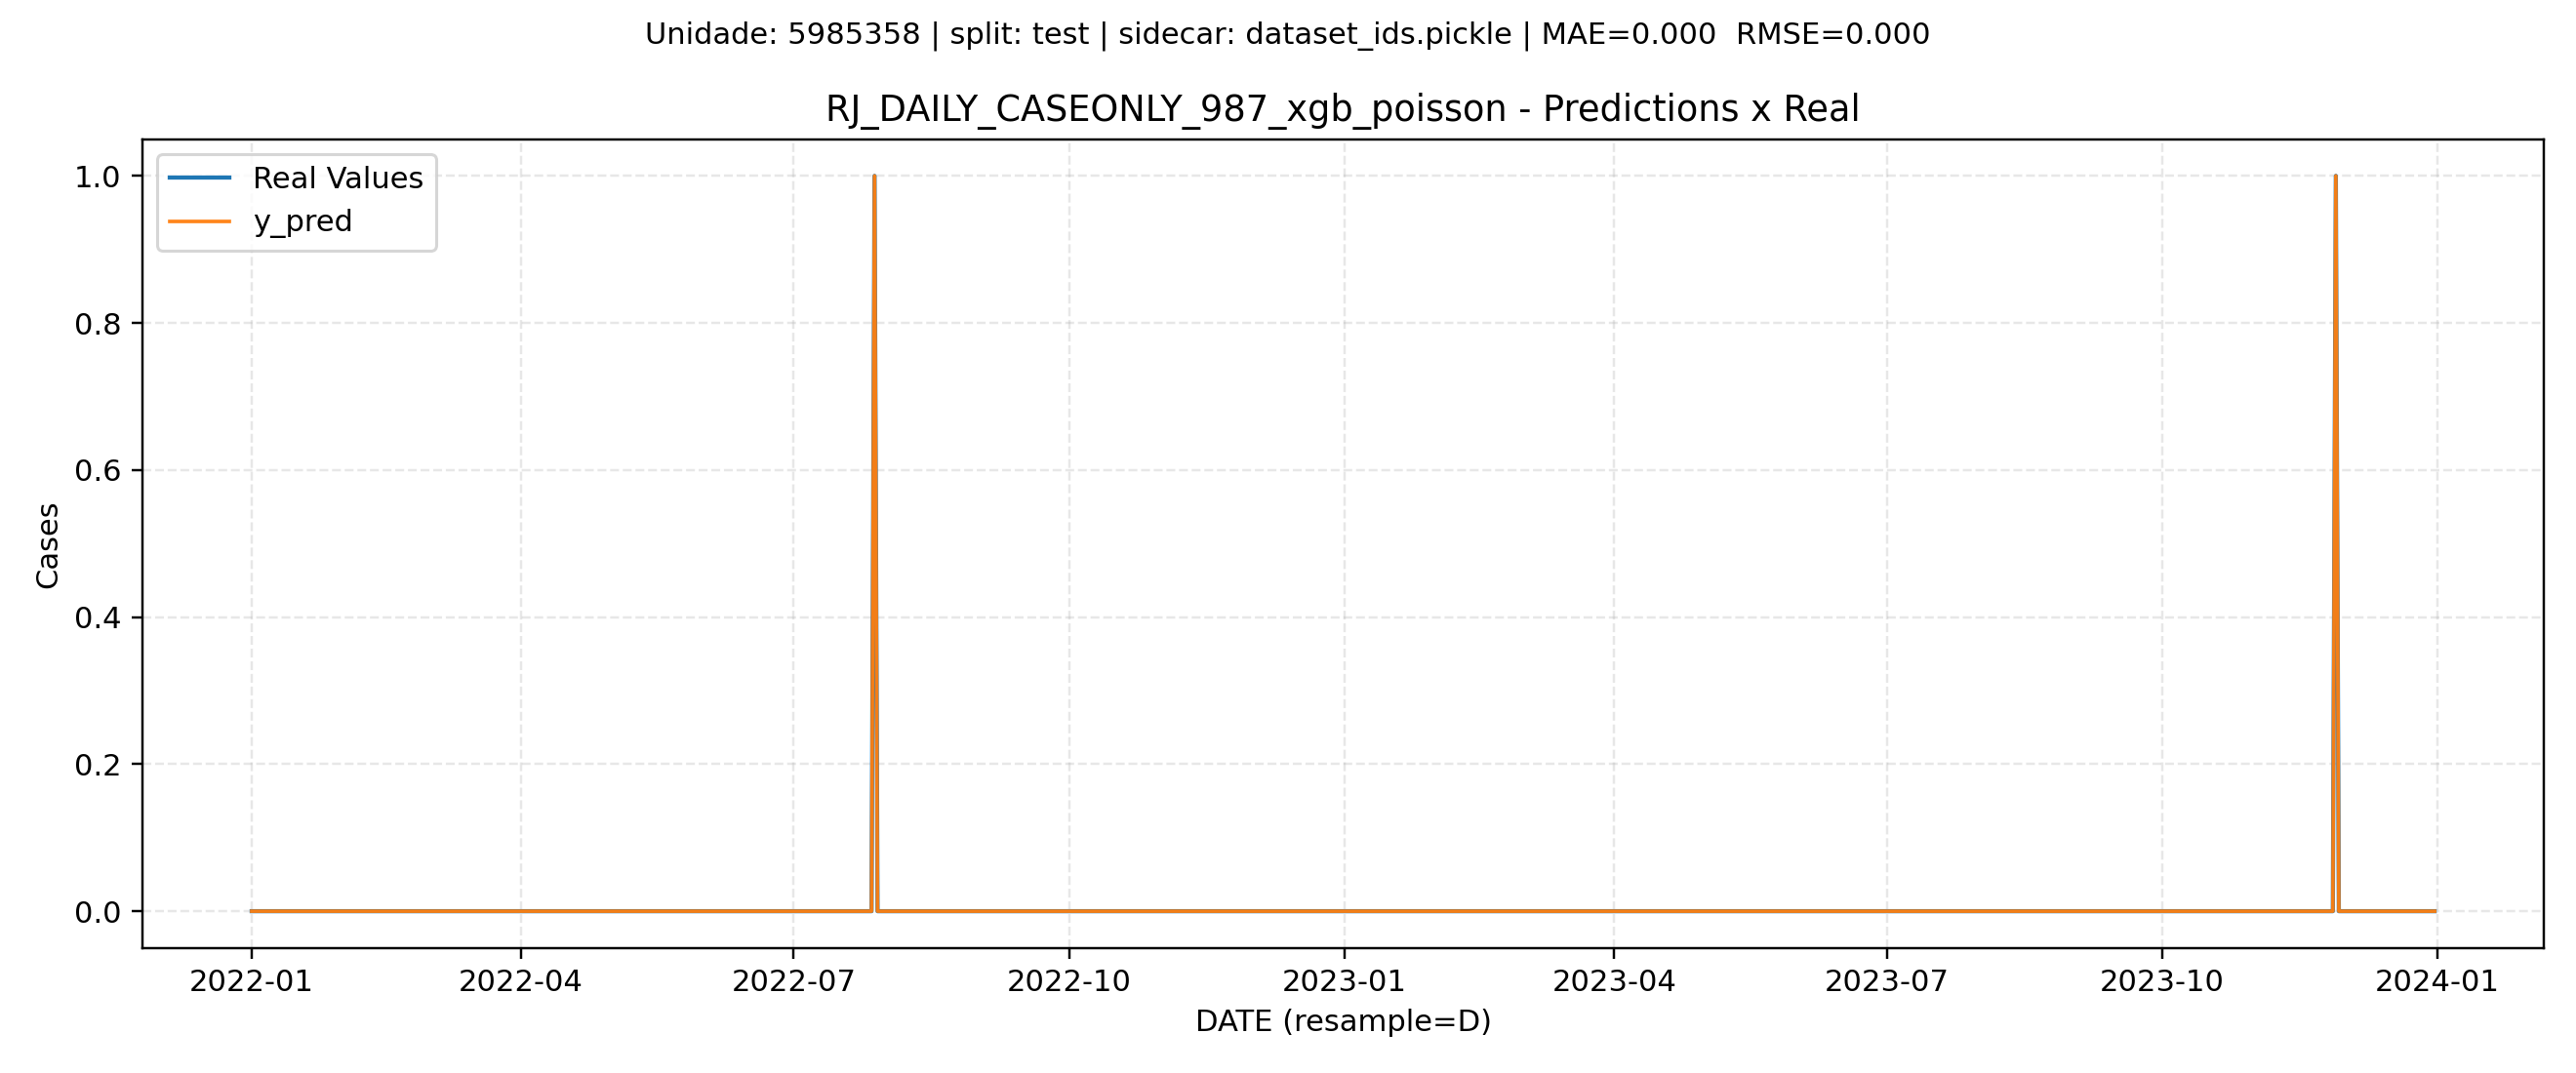 Unidade: 5985358 | split: test | sidecar: dataset_ids.pickle | MAE=0.000  RMSE=0.000
RJ_DAILY_CASEONLY_987_xgb_poisson - Predictions x Real
Real Values
y_pred
1.0
0.8
0.6
0.4
0.2
0.0
Cases
2022-01
2022-04
2022-07
2022-10
2023-01
2023-04
2023-07
2023-10
2024-01
DATE (resample=D)